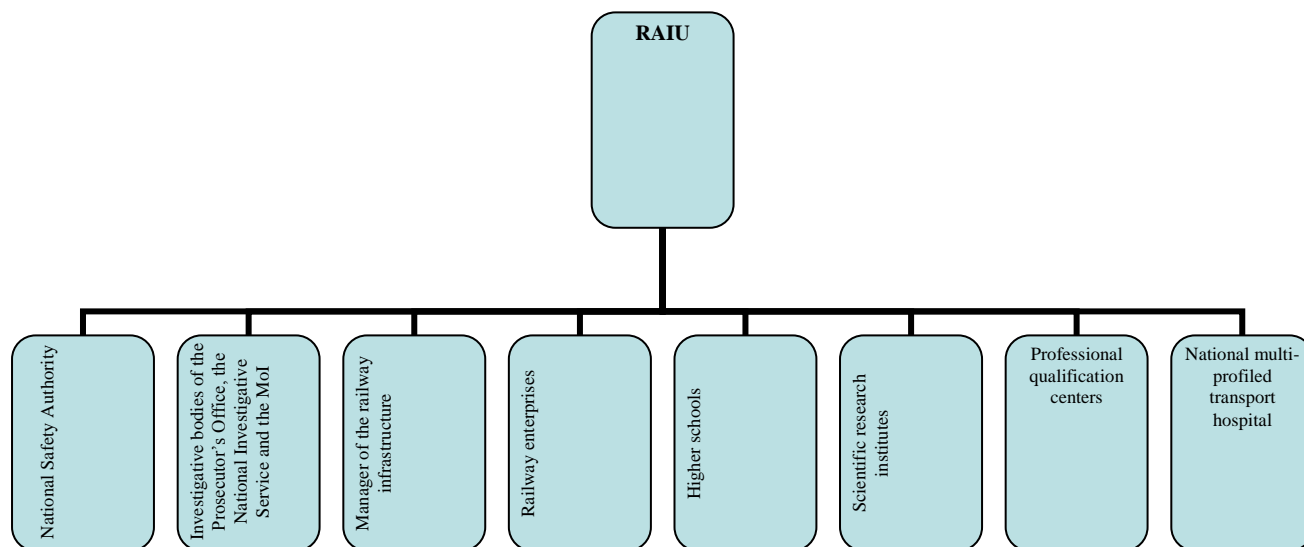 RAIU
National Safety Authority
Investigative bodies of the
Prosecutor’s Office, the
National Investigative
Service and the MoI
Manager of the railway
infrastructure
Railway enterprises
Higher schools
Scientific research
institutes
Professional
qualification
centers
National multi-
profiled
transport
hospital